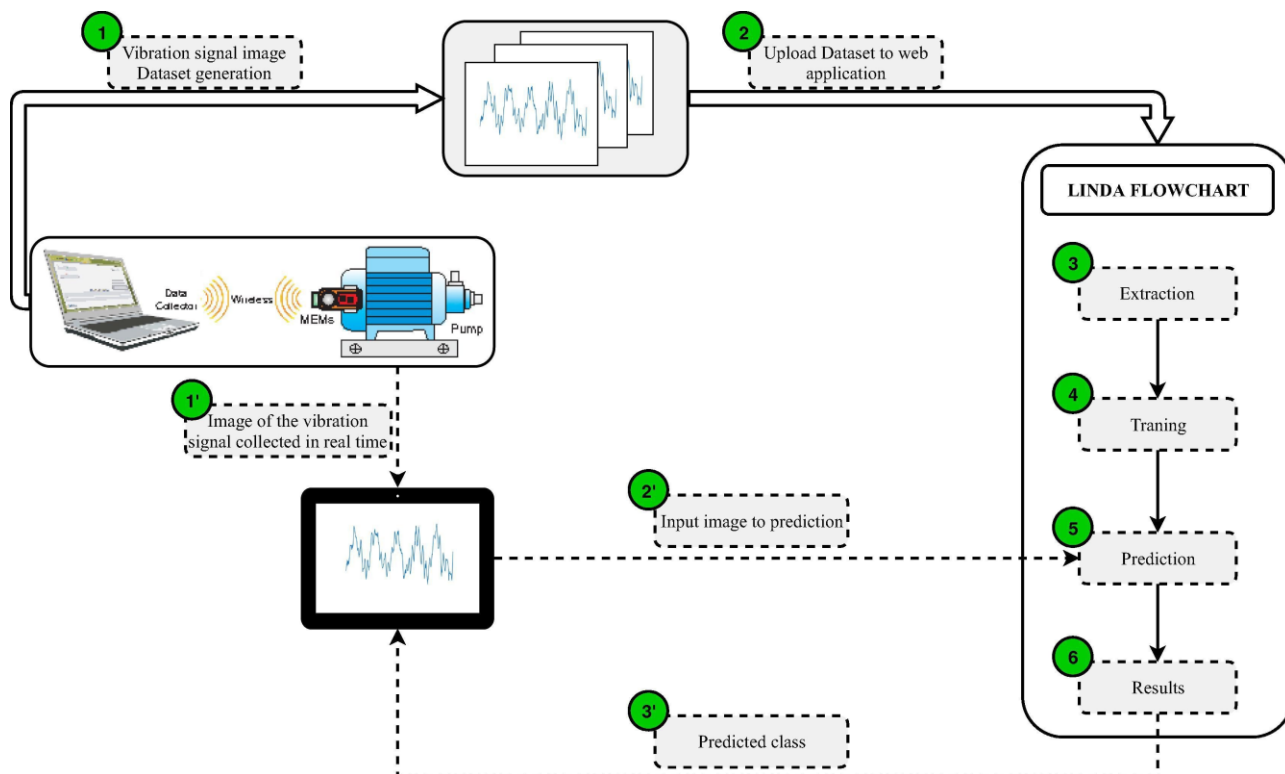 1
Vibration signal image
Dataset generation
2
Upload Dataset to web
application
LINDA FLOWCHART
3
Extraction
Data
Collector
Wireless
MEMs
Pump
1'
Image of the vibration
signal collected in real time
4
Traning
2'
Input image to prediction
5
Prediction
6
Results
3'
Predicted class